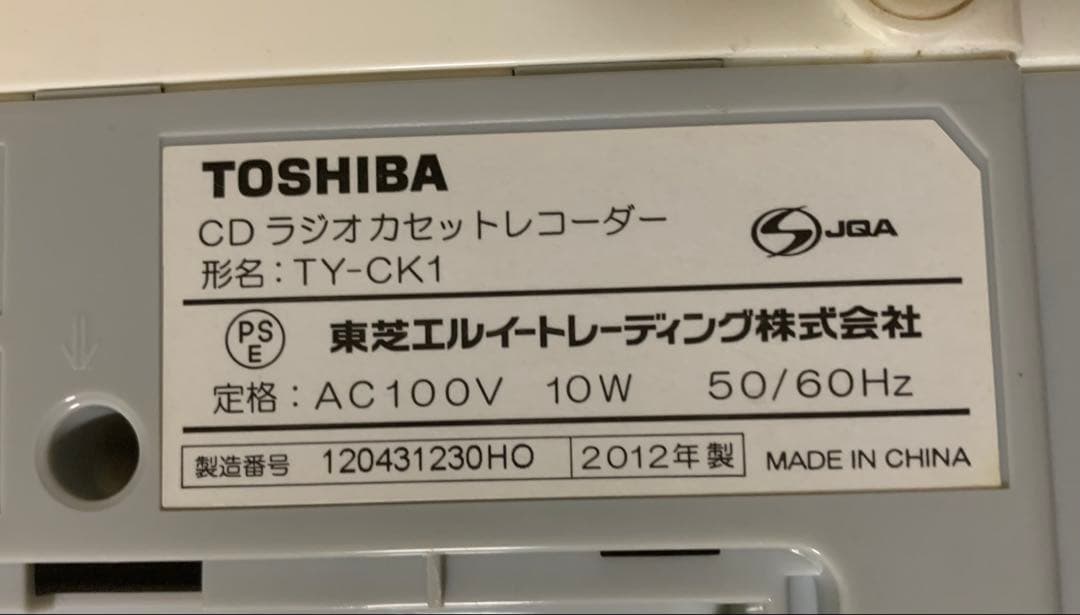 TOSHIBA
CDラジオカセットレコーダー
JQA
形名：TY-CK1
PS
E
東芝エルイートレーディング株式会社
定格：AC100V 10W 50/60Hz
製造番号 120431230HO 2012年製 MADE IN CHINA